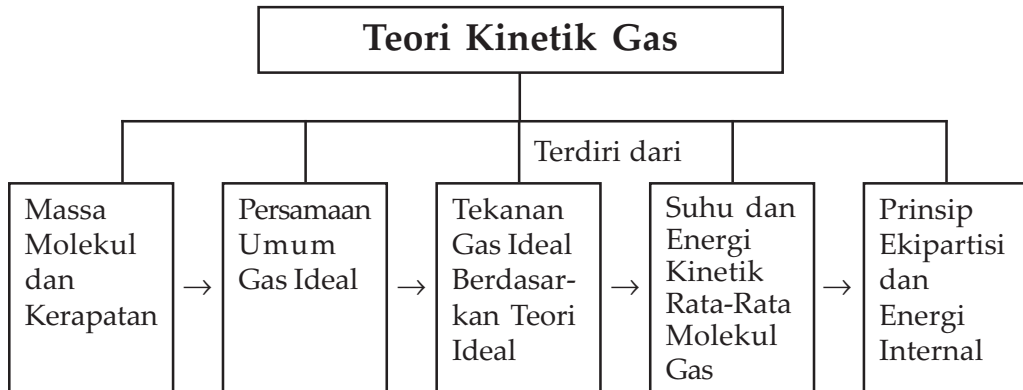 Teori Kinetik Gas
Terdiri dari
Massa
Molekul
dan
Kerapatan
→
Persamaan
Umum
Gas Ideal
→
Tekanan
Gas Ideal
Berdasar-
kan Teori
Ideal
→
Suhu dan
Energi
Kinetik
Rata-Rata
Molekul
Gas
→
Prinsip
Ekipartisi
dan
Energi
Internal